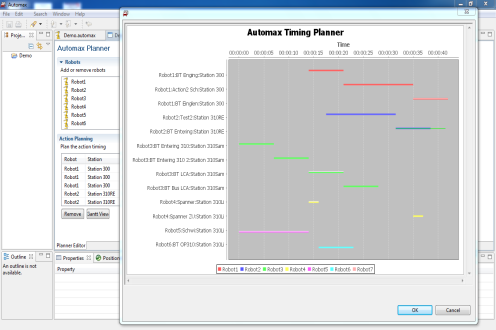 Automax
File Edit Search Window Help
Proje...
Demo
Demo.automax
Automax Planner
Robots
Add or remove robots
Robot1
Robot2
Robot3
Robot4
Robot5
Robot6
Action Planning
Plan the action timing
Robot Station
Robot1 Station 300
Robot1 Station 300
Robot1 Station 300
Robot2 Station 310RE
Robot2 Station 310RE
Remove Gantt View
Planner Editor
Outline
An outline is not available.
Properties
Property
Automax Timing Planner
Time
00:00:00 00:00:05 00:00:10 00:00:15 00:00:20 00:00:25 00:00:30 00:00:35 00:00:40
Robot1:BT Enging:Station 300
Robot1:Action2 Sch:Station 300
Robot1:BT Englen:Station 300
Robot2:Test2:Station 310RE
Robot2:BT Entering:Station 310RE
Robot3:BT Entering 310:Station 310Sam
Robot3:BT Entering 310 2:Station 310Sam
Robot3:BT LCA:Station 310Sam
Robot3:BT Bus LCA:Station 310Sam
Robot4:Spanner:Station 310Li
Robot4:Spanner ZU:Station 310Li
Robot5:Schwi:Station 310Li
Robot6:BT OP310:Station 310Li
Robot1 Robot2 Robot3 Robot4 Robot5 Robot6 Robot7
OK Cancel